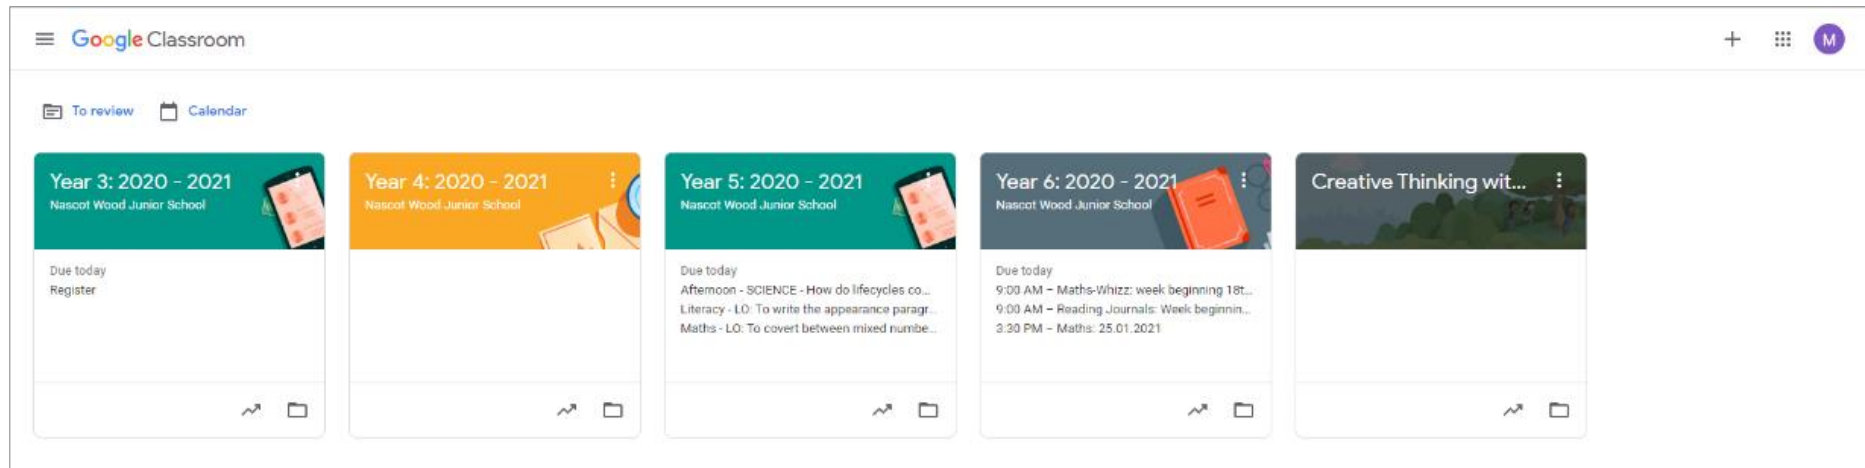 Google Classroom
M
To review
Calendar
Year 3: 2020 - 2021
Nascot Wood Junior School
Due today
Register
Year 4: 2020 - 2021
Nascot Wood Junior School
Year 5: 2020 - 2021
Nascot Wood Junior School
Due today
Afternoon - SCIENCE - How do lifecycles co...
Literacy - LO: To write the appearance paragr...
Maths - LO: To covert between mixed numbe...
Year 6: 2020 - 2021
Nascot Wood Junior School
Due today
9:00 AM – Maths-Whizz: week beginning 18t...
9:00 AM – Reading Journals: Week beginnin...
3:30 PM – Maths: 25.01.2021
Creative Thinking wit...